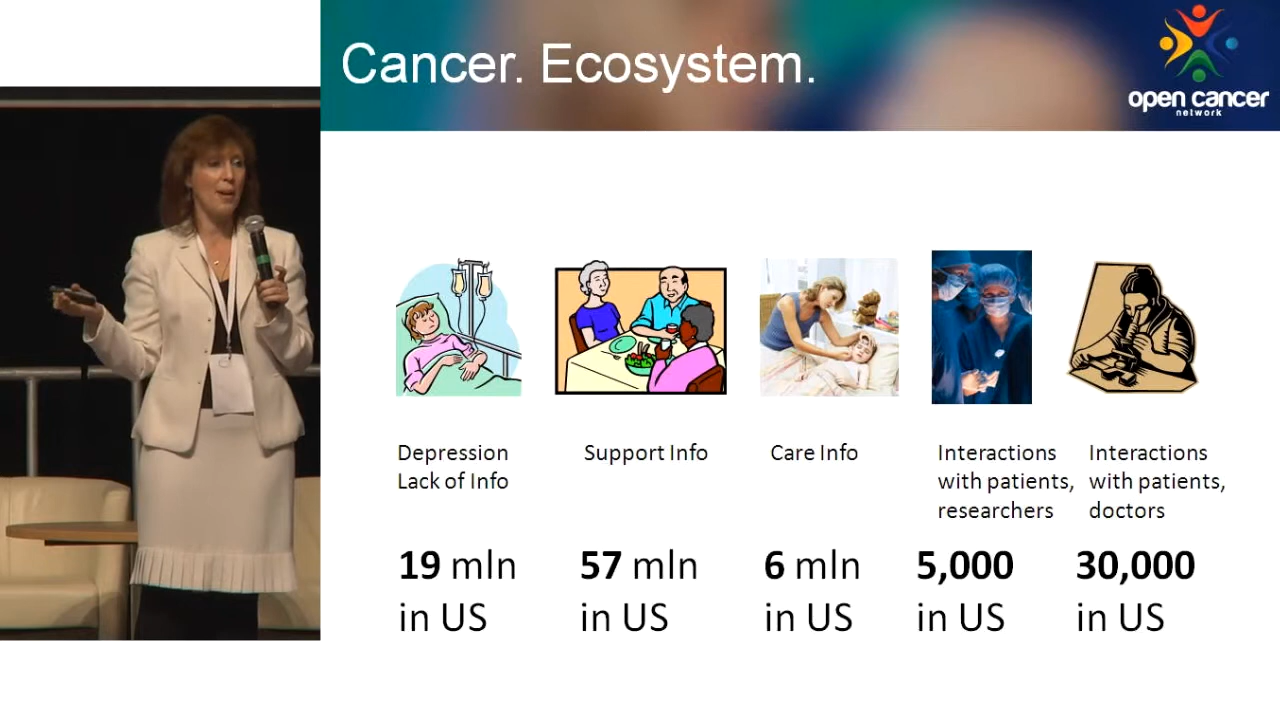 Cancer. Ecosystem.
open cancer
network
Depression
Lack of Info
Support Info
Care Info
Interactions
with patients,
researchers
Interactions
with patients,
doctors
19 mln
in US
57 mln
in US
6 mln
in US
5,000
in US
30,000
in US